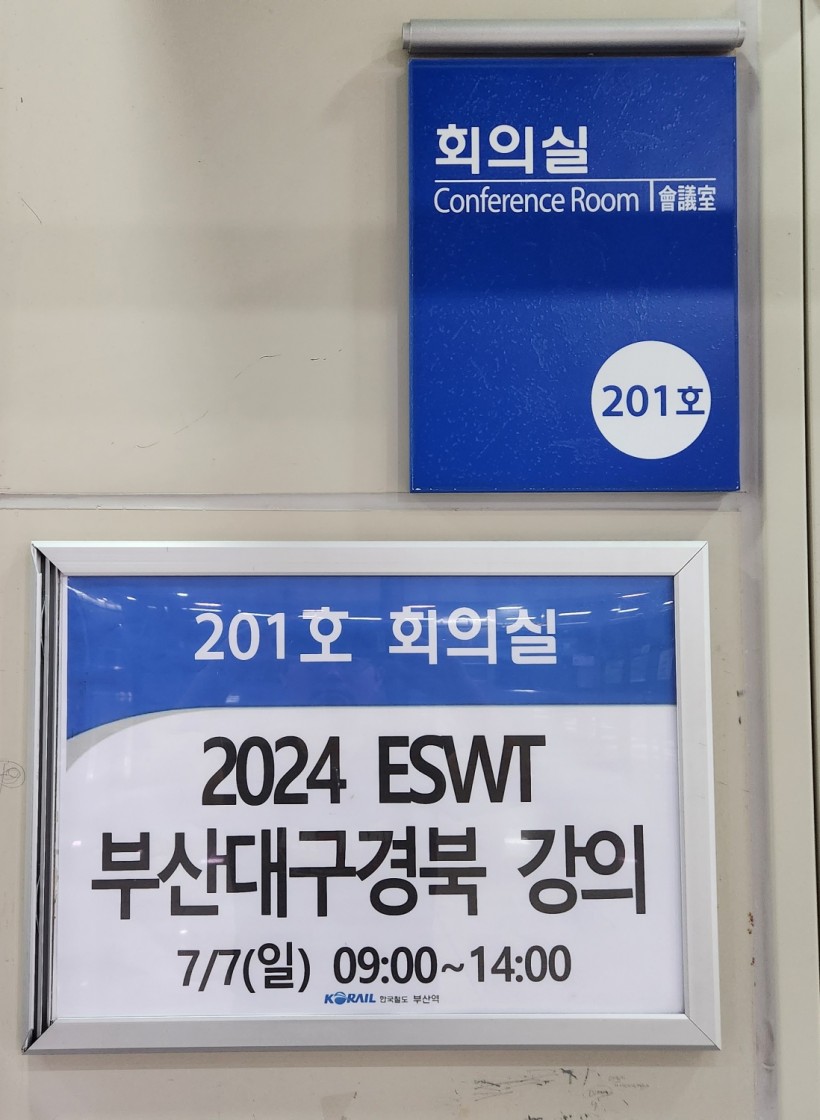 회의실
Conference Room 會議室
201호
201호 회의실
2024 ESWT
부산대구경북 강의
7/7(일) 09:00~14:00
KORAIL 한국철도 부산역